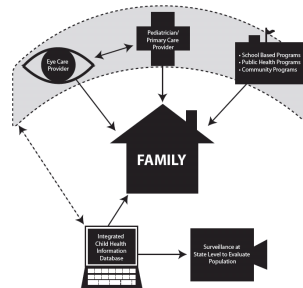 Pediatrician/
Primary Care
Provider
Eye Care
Provider
• School Based Programs
• Public Health Programs
• Community Programs
FAMILY
Integrated
Child Health
Information
Database
Surveillance at
State Level to Evaluate
Population